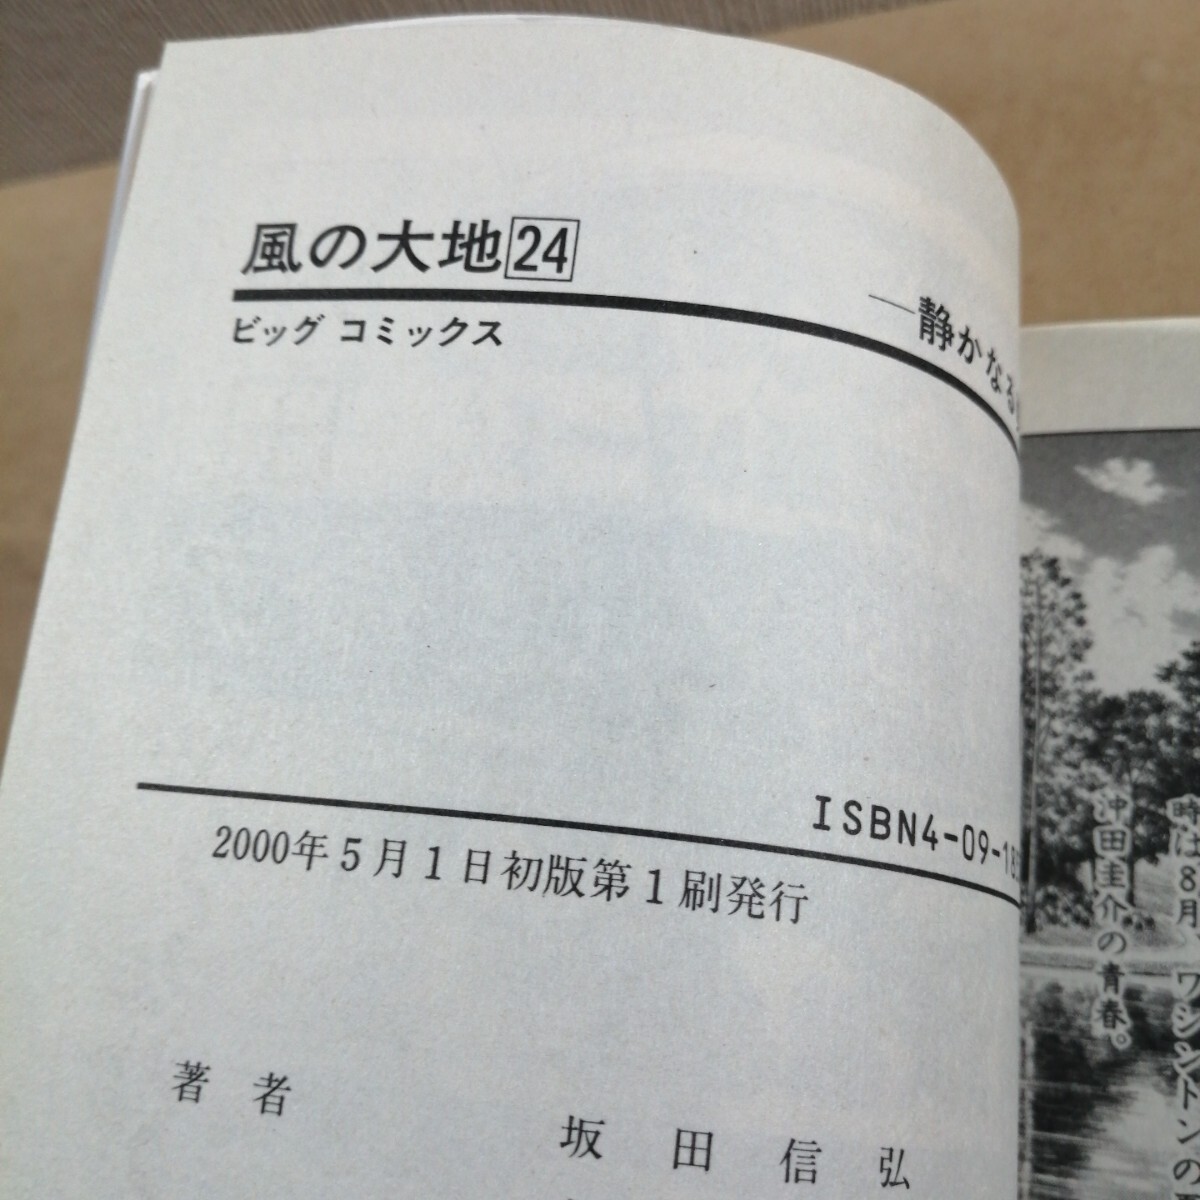 風の大地24
ビッグ コミックス
―静かなる
ISBN4-09-18
2000年5月1日初版第1刷発行
著者
坂田信弘
時は8月、ワシントンの
沖田圭介の青春。